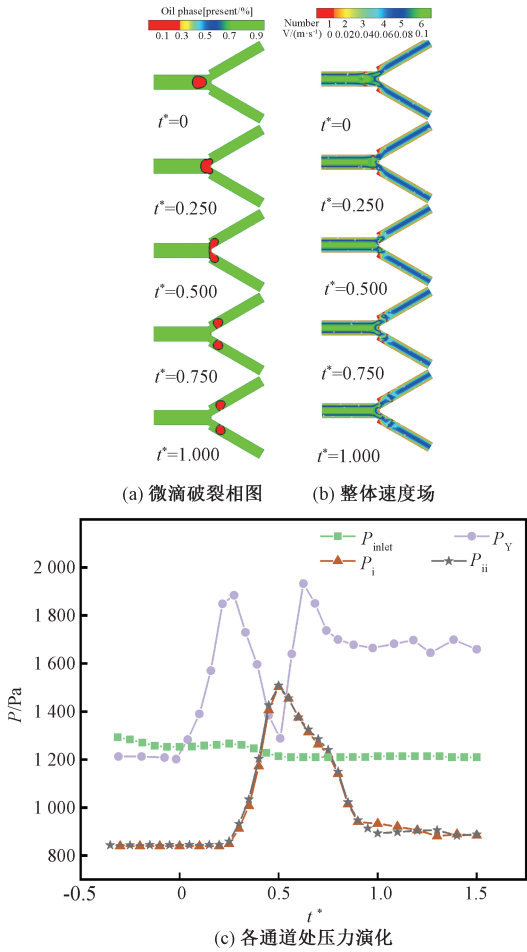 Oil phase[present/%]
0.1 0.3 0.5 0.7 0.9
Number 1 2 3 4 5 6
V/(m·s⁻¹) 0 0.02 0.04 0.06 0.08 0.1
t*=0
t*=0.250
t*=0.500
t*=0.750
t*=1.000
t*=0
t*=0.250
t*=0.500
t*=0.750
t*=1.000
(a) 微滴破裂相图
(b) 整体速度场
P_inlet
P_Y
P_i
P_ii
P/Pa
2 000
1 800
1 600
1 400
1 200
1 000
800
-0.5 0 0.5 1.0 1.5
t*
(c) 各通道处压力演化